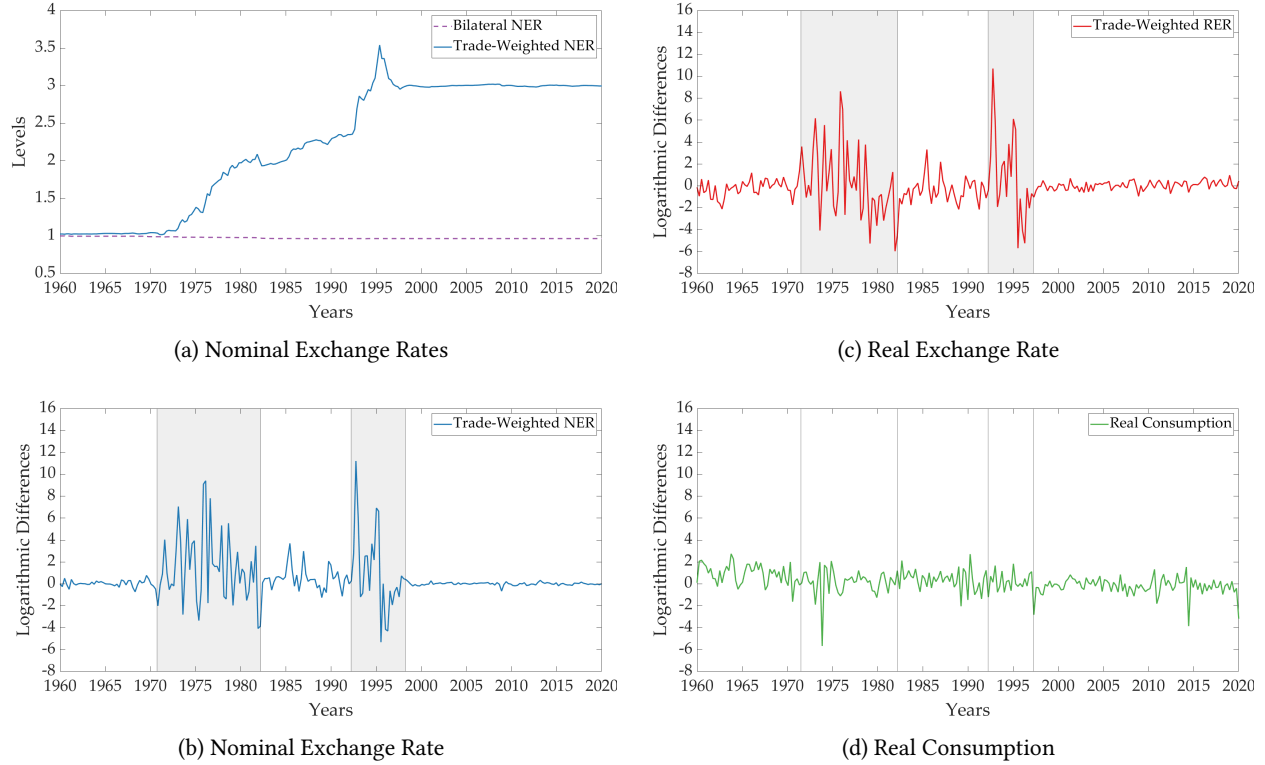 4
3.5
3
2.5
2
1.5
1
0.5
Levels
Bilateral NER
Trade-Weighted NER
1960 1965 1970 1975 1980 1985 1990 1995 2000 2005 2010 2015 2020
Years
(a) Nominal Exchange Rates
16
14
12
10
8
6
4
2
0
-2
-4
-6
-8
Logarithmic Differences
Trade-Weighted RER
1960 1965 1970 1975 1980 1985 1990 1995 2000 2005 2010 2015 2020
Years
(c) Real Exchange Rate
16
14
12
10
8
6
4
2
0
-2
-4
-6
-8
Logarithmic Differences
Trade-Weighted NER
1960 1965 1970 1975 1980 1985 1990 1995 2000 2005 2010 2015 2020
Years
(b) Nominal Exchange Rate
16
14
12
10
8
6
4
2
0
-2
-4
-6
-8
Logarithmic Differences
Real Consumption
1960 1965 1970 1975 1980 1985 1990 1995 2000 2005 2010 2015 2020
Years
(d) Real Consumption